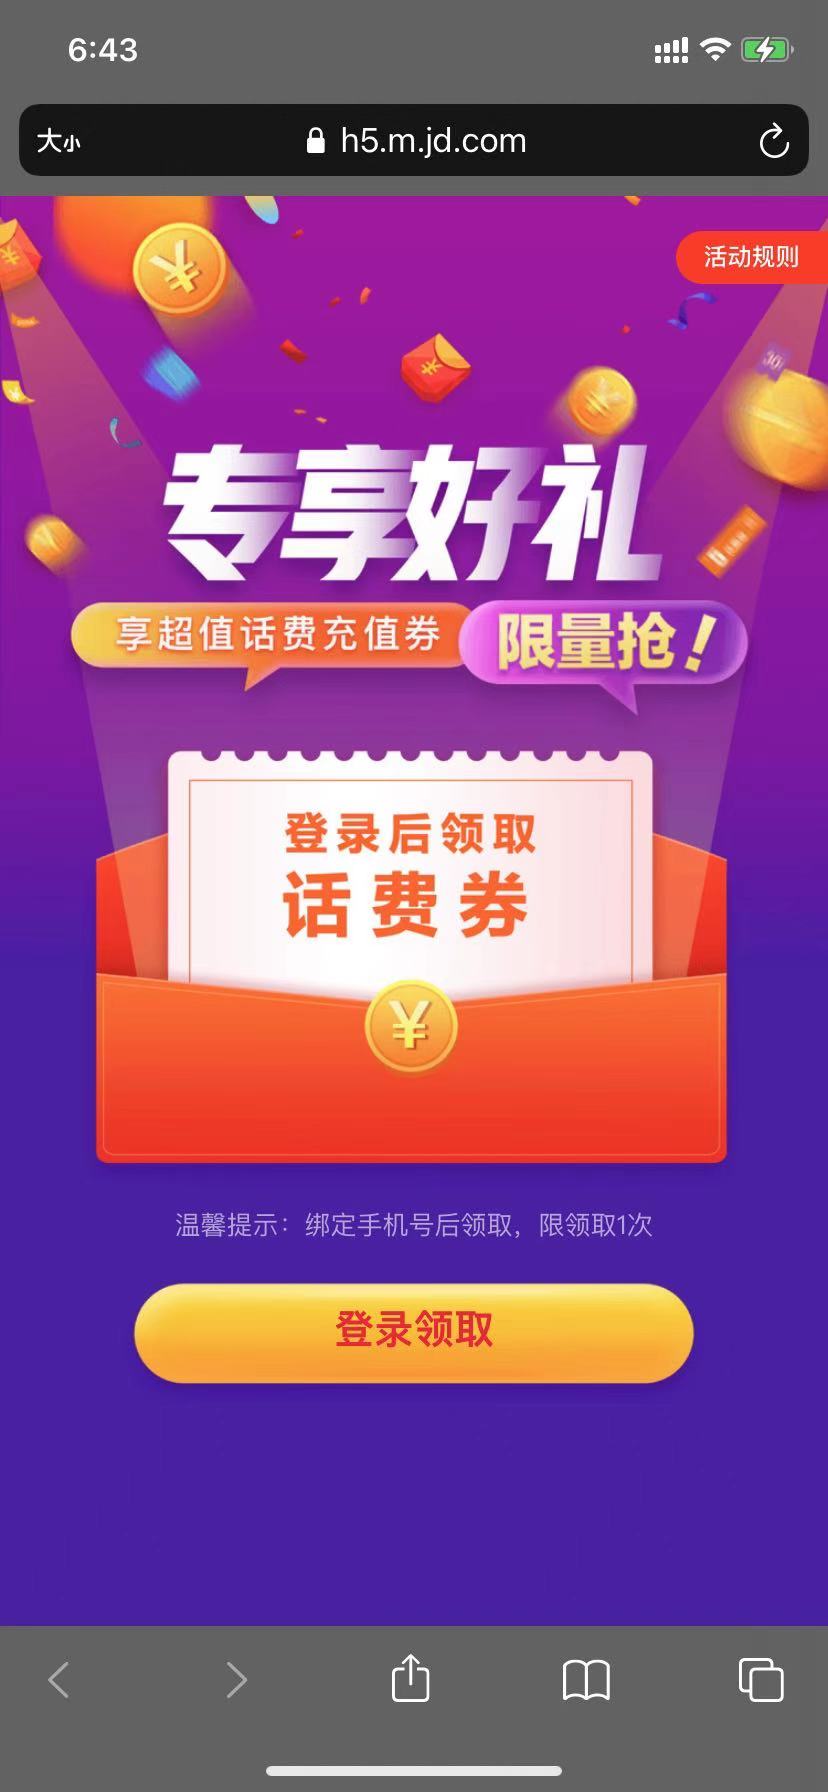 6:43
大小
h5.m.jd.com
活动规则
专享好礼
享超值话费充值券
限量抢!
登录后领取
话费券
¥
温馨提示：绑定手机号后领取，限领取1次
登录领取